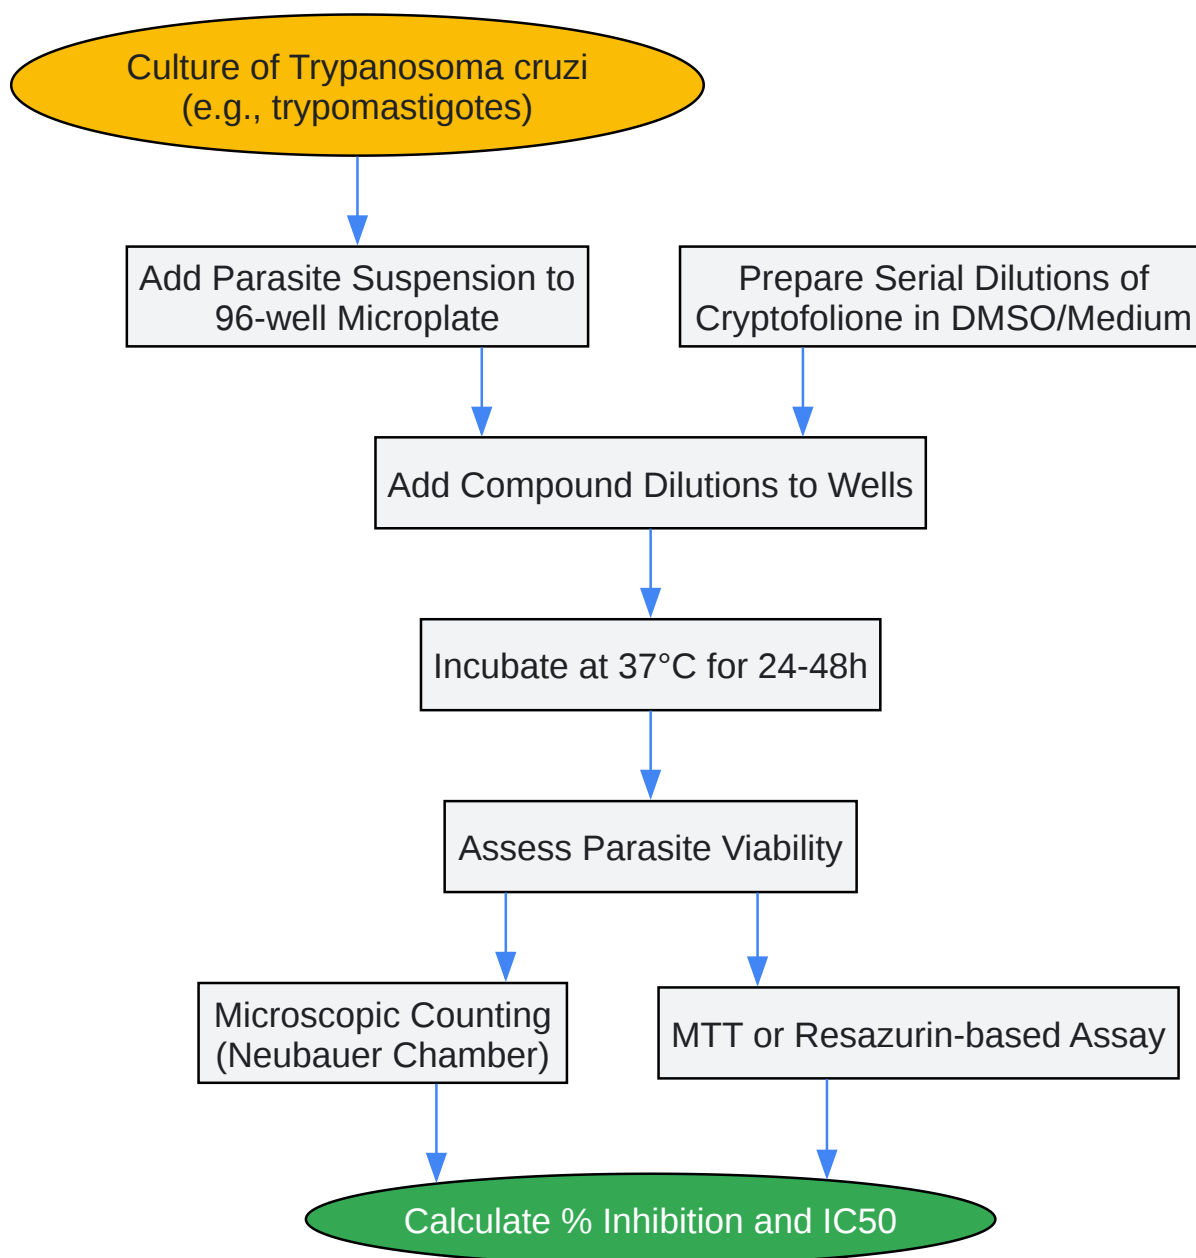 Culture of Trypanosoma cruzi
(e.g., trypomastigotes)
Add Parasite Suspension to
96-well Microplate
Prepare Serial Dilutions of
Cryptofolione in DMSO/Medium
Add Compound Dilutions to Wells
Incubate at 37°C for 24-48h
Assess Parasite Viability
Microscopic Counting
(Neubauer Chamber)
MTT or Resazurin-based Assay
Calculate % Inhibition and IC50